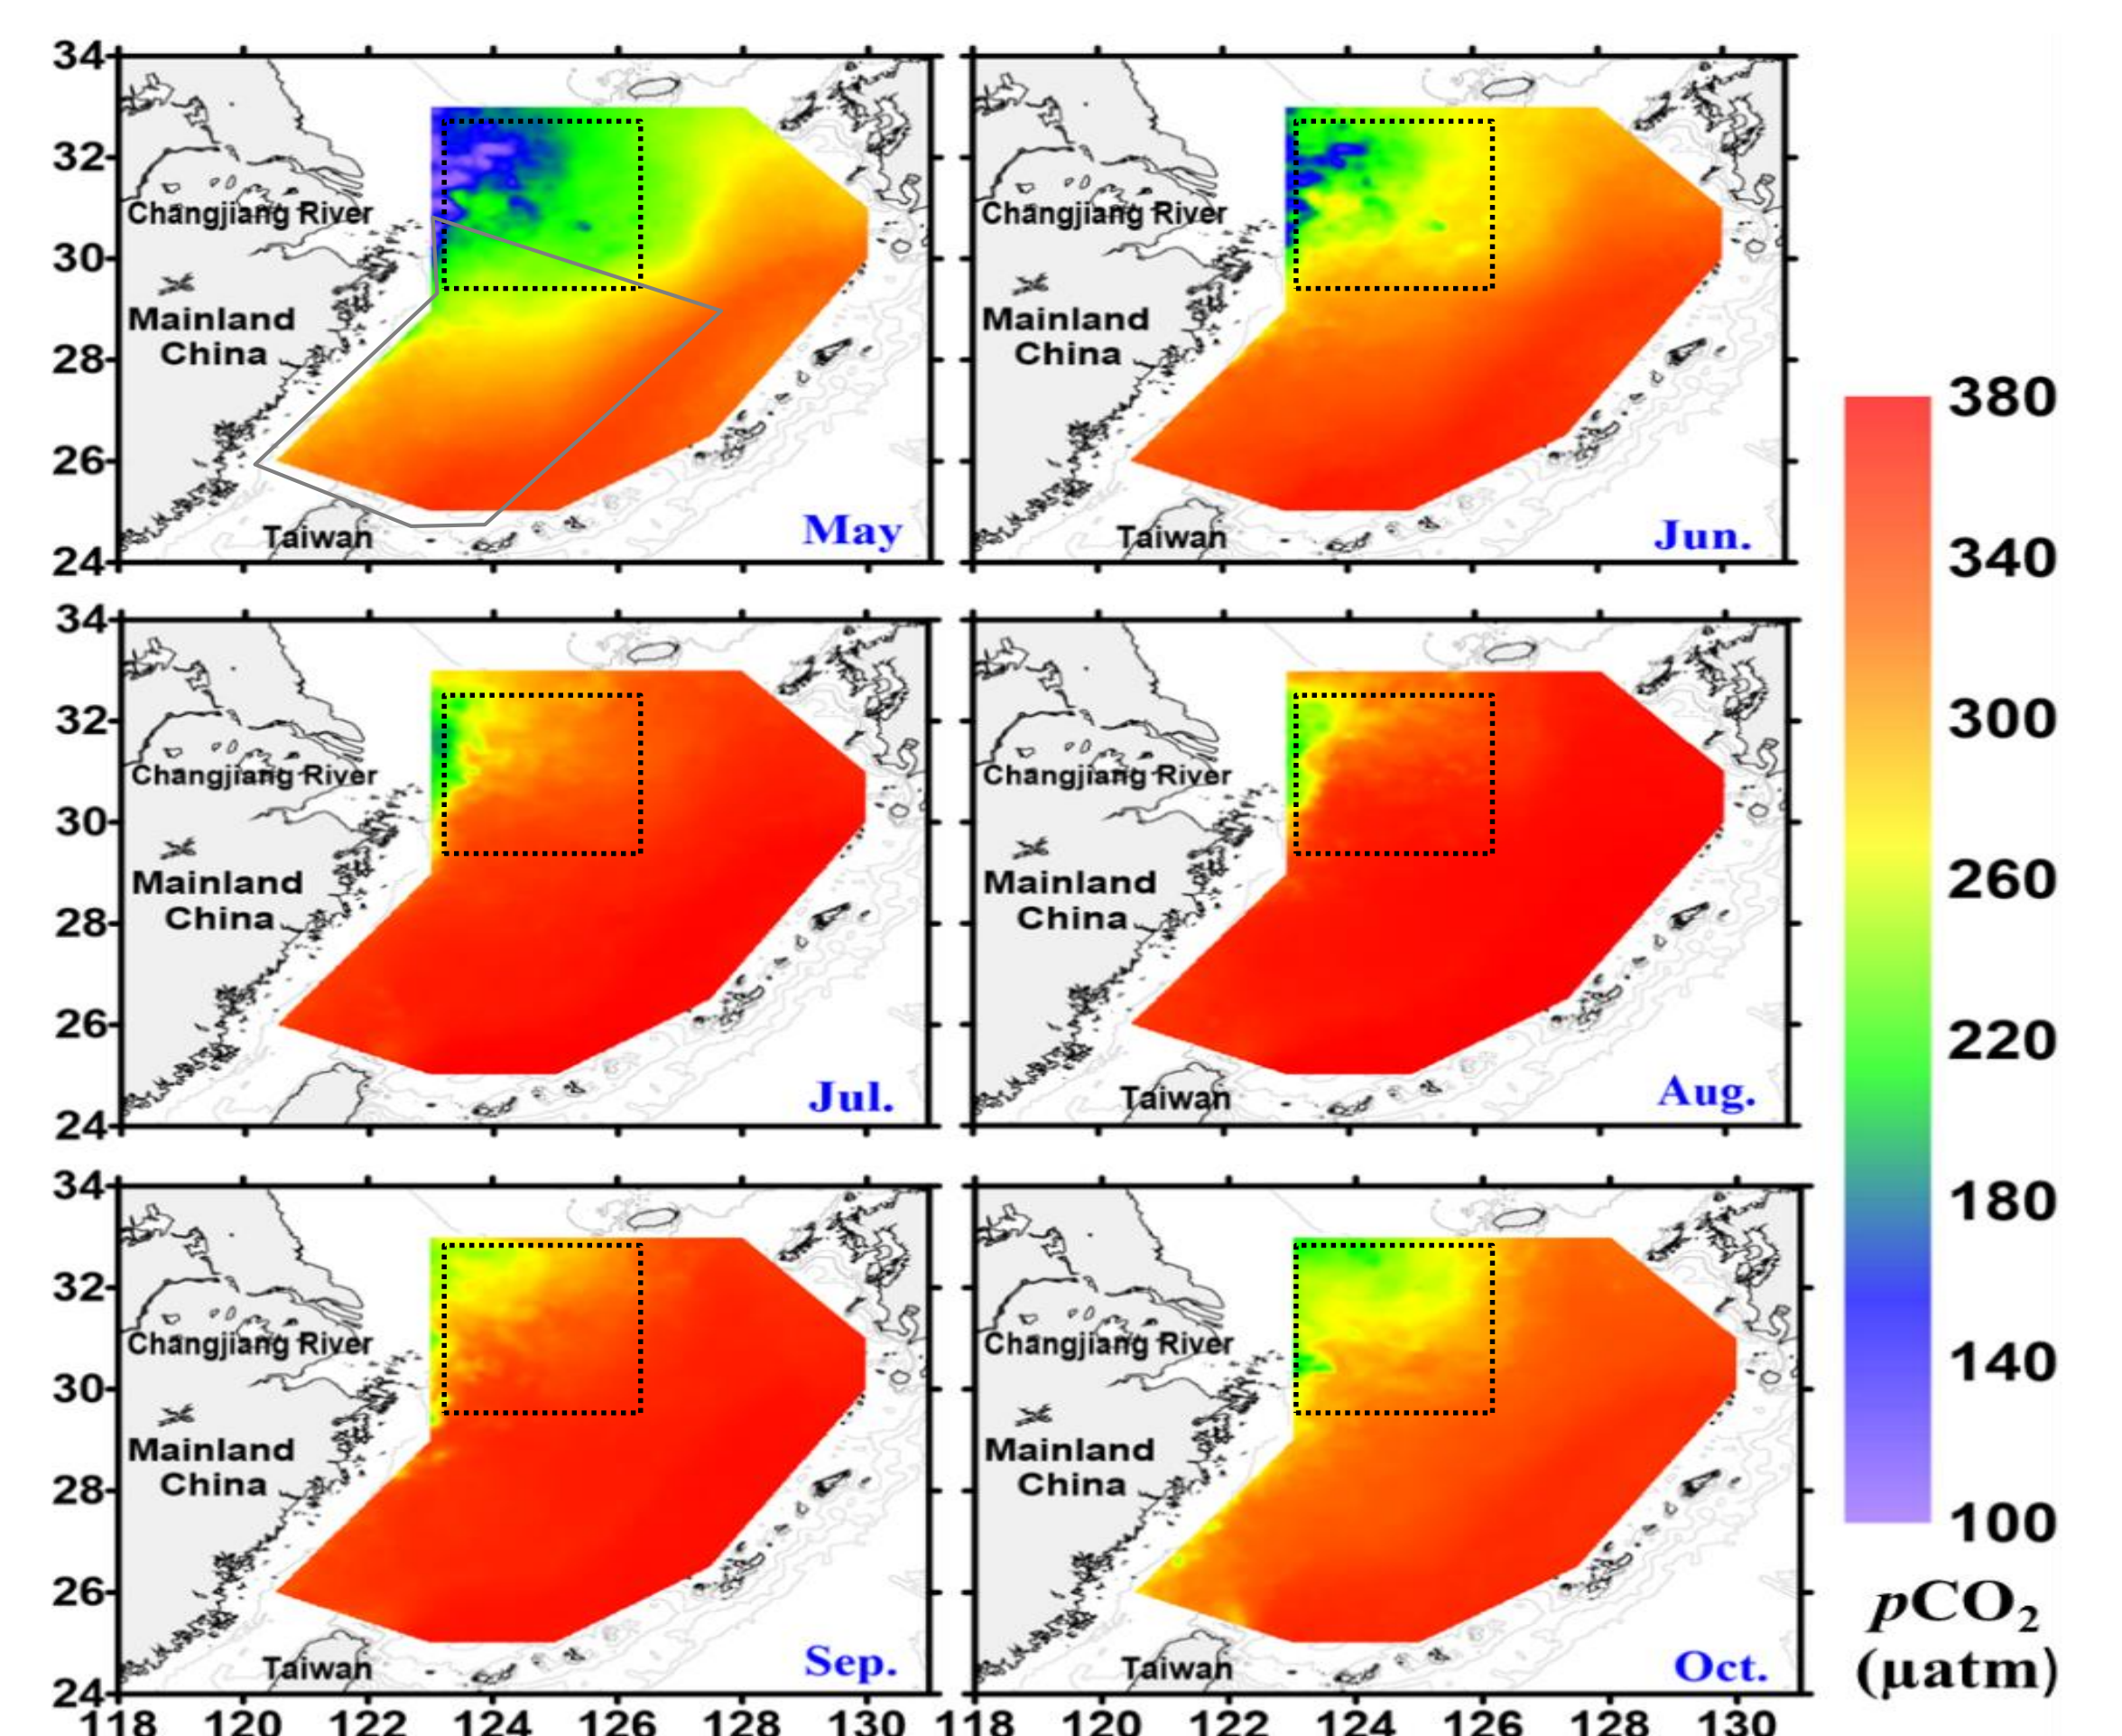 34
32
30
28
26
24
Changjiang River
Mainland
China
Taiwan
May
Changjiang River
Mainland
China
Taiwan
Jun.
34
32
30
28
26
24
Changjiang River
Mainland
China
Jul.
Changjiang River
Mainland
China
Taiwan
Aug.
34
32
30
28
26
24
Changjiang River
Mainland
China
Taiwan
Sep.
Changjiang River
Mainland
China
Taiwan
Oct.
118 120 122 124 126 128 130 118 120 122 124 126 128 130
380
340
300
260
220
180
140
100
pCO₂
(µatm)